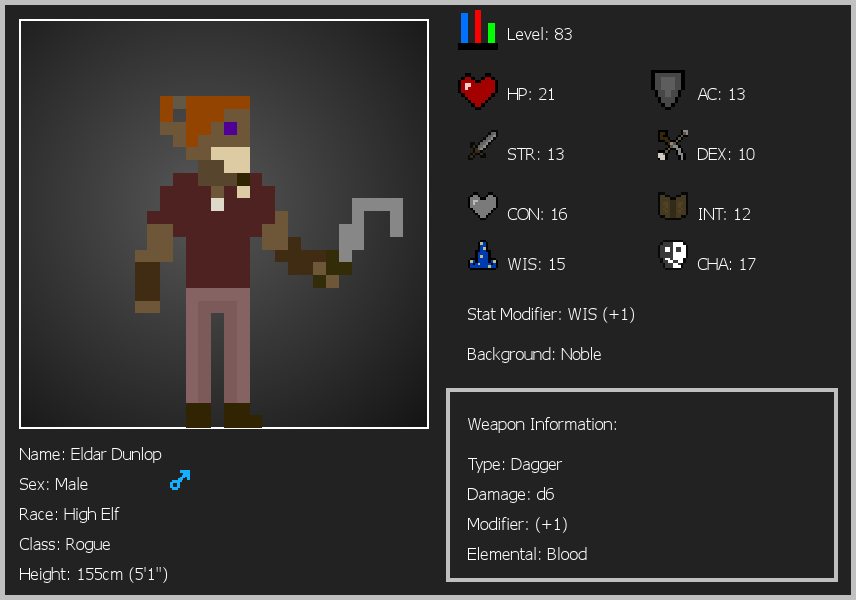 Level: 83
HP: 21
AC: 13
STR: 13
DEX: 10
CON: 16
INT: 12
WIS: 15
CHA: 17
Stat Modifier: WIS (+1)
Background: Noble
Weapon Information:
Type: Dagger
Damage: d6
Modifier: (+1)
Elemental: Blood
Name: Eldar Dunlop
Sex: Male
Race: High Elf
Class: Rogue
Height: 155cm (5'1")